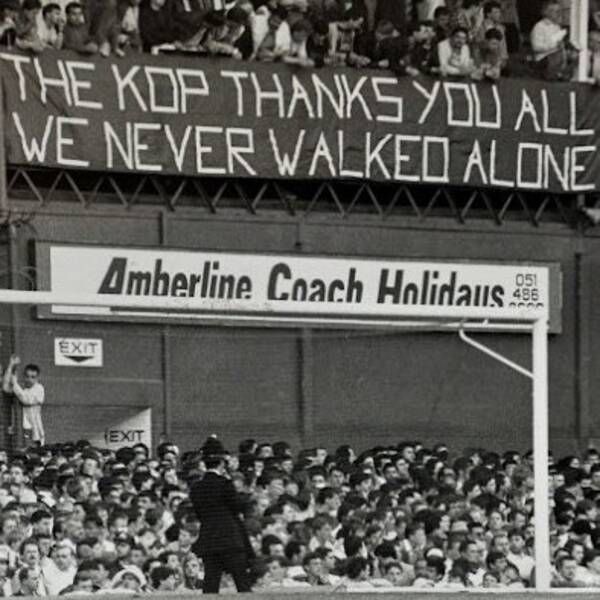 THE KOP THANKS YOU ALL
WE NEVER WALKED ALONE
Amberline Coach Holidays
051
486
EXIT
EXIT